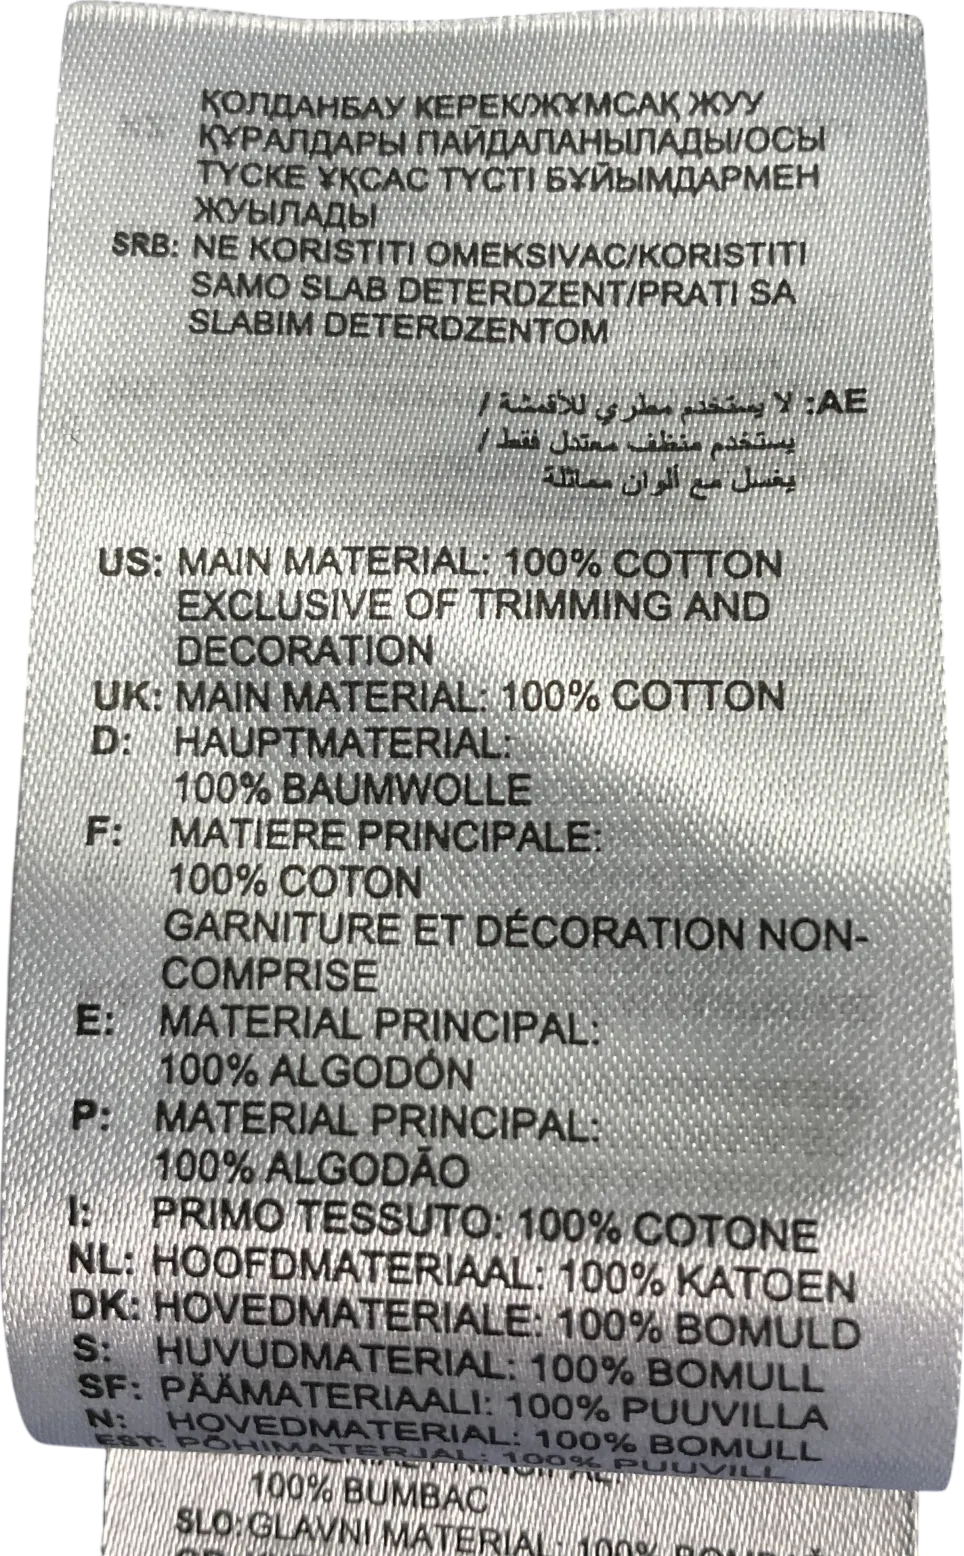 ҚОЛДАНБАУ КЕРЕК/ЖҰМСАҚ ЖУУ
ҚҰРАЛДАРЫ ПАЙДАЛАНЫЛАДЫ/ОСЫ
ТҮСКЕ ҰҚСАС ТҮСТІ БҰЙЫМДАРМЕН
ЖУЫЛАДЫ
SRB: NE KORISTITI OMEKSIVAC/KORISTITI
SAMO SLAB DETERDZENT/PRATI SA
SLABIM DETERDZENTOM
AE: لا يستخدم مطري للأقمشة /
يستخدم منظف معتدل فقط /
يغسل مع ألوان مماثلة
US: MAIN MATERIAL: 100% COTTON
EXCLUSIVE OF TRIMMING AND
DECORATION
UK: MAIN MATERIAL: 100% COTTON
D: HAUPTMATERIAL:
100% BAUMWOLLE
F: MATIERE PRINCIPALE:
100% COTON
GARNITURE ET DÉCORATION NON-
COMPRISE
E: MATERIAL PRINCIPAL:
100% ALGODÓN
P: MATERIAL PRINCIPAL:
100% ALGODÃO
I: PRIMO TESSUTO: 100% COTONE
NL: HOOFDMATERIAAL: 100% KATOEN
DK: HOVEDMATERIALE: 100% BOMULD
S: HUVUDMATERIAL: 100% BOMULL
SF: PÄÄMATERIAALI: 100% PUUVILLA
N: HOVEDMATERIAL: 100% BOMULL
EST: PÕHIMATERJAL: 100% PUUVILL
100% BUMBAC
SLO: GLAVNI MATERIAL: 100%